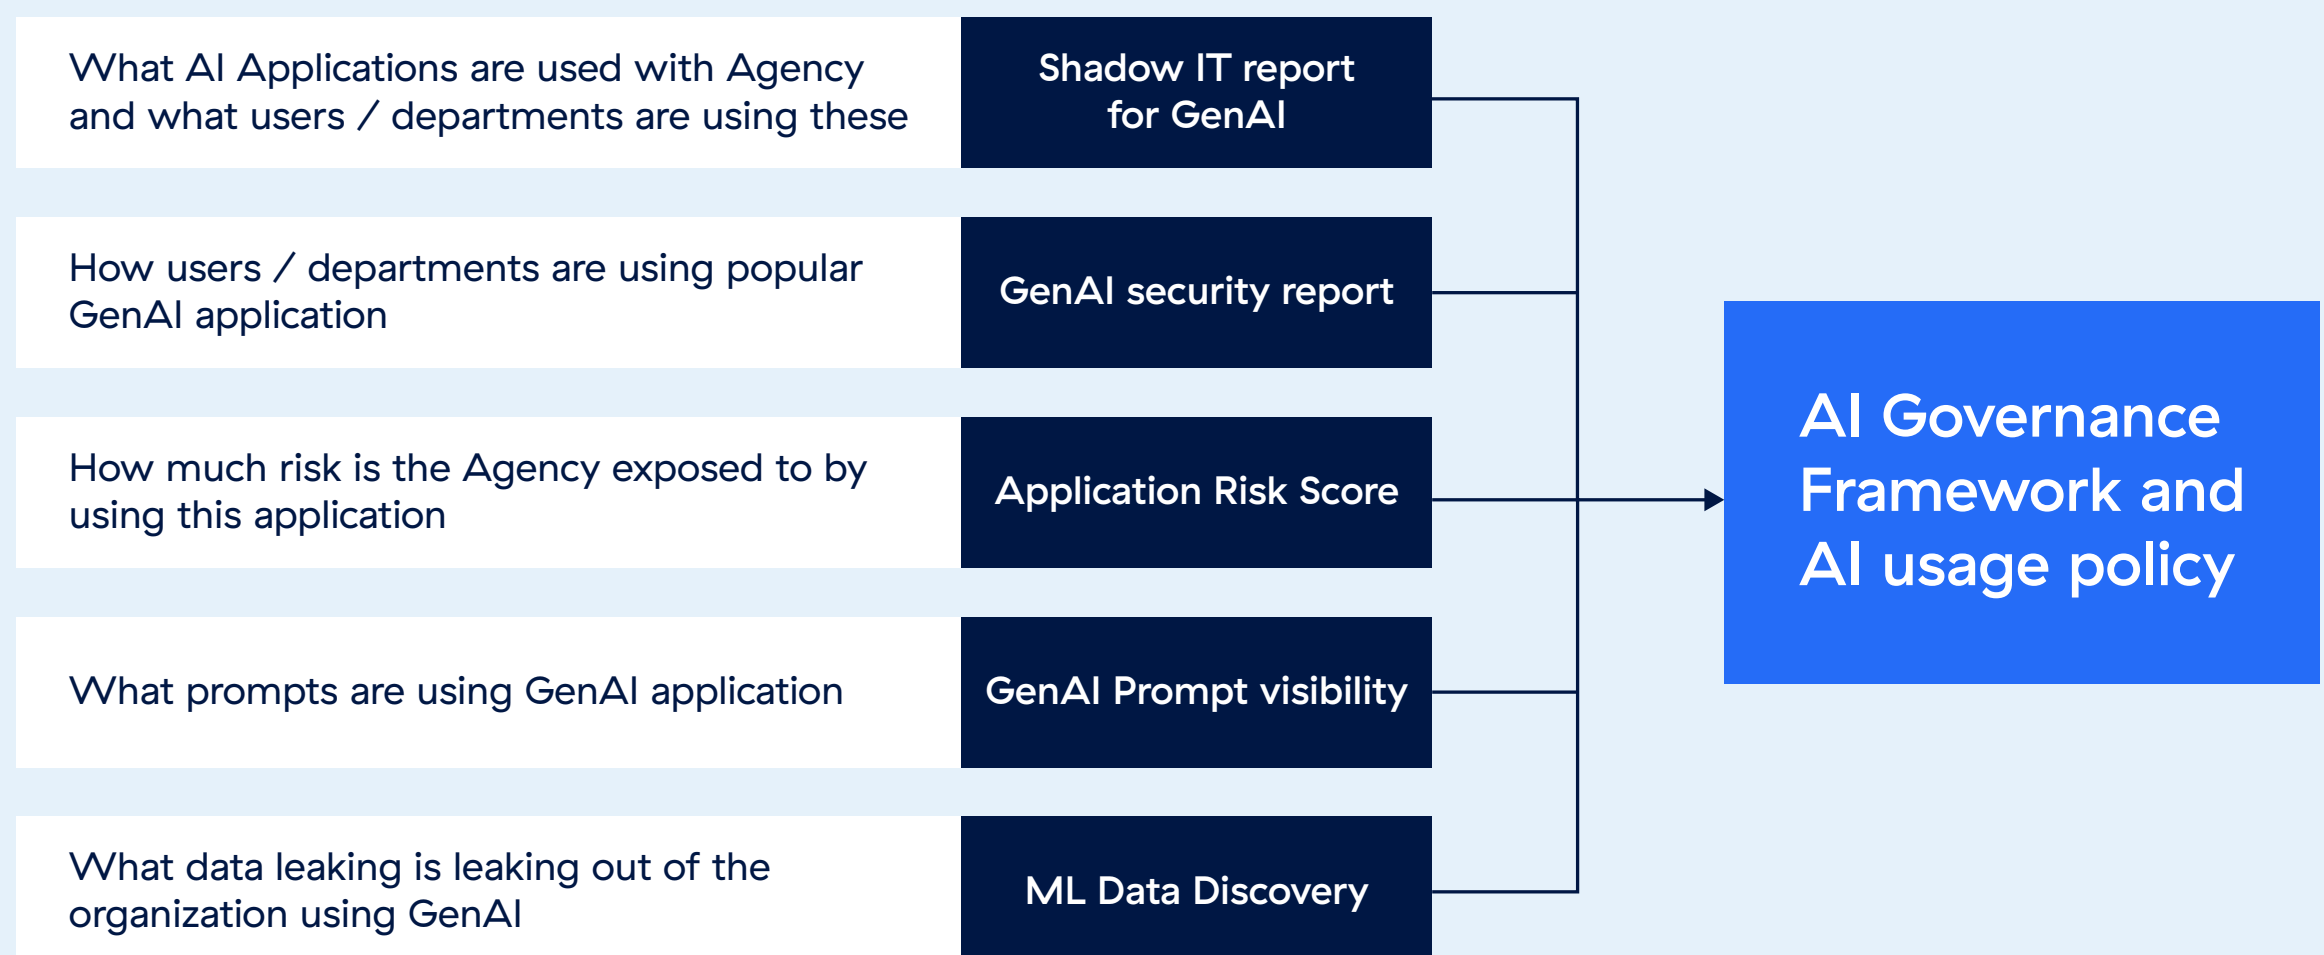 What AI Applications are used with Agency
and what users / departments are using these
Shadow IT report
for GenAI
How users / departments are using popular
GenAI application
GenAI security report
How much risk is the Agency exposed to by
using this application
Application Risk Score
What prompts are using GenAI application
GenAI Prompt visibility
What data leaking is leaking out of the
organization using GenAI
ML Data Discovery
AI Governance
Framework and
AI usage policy